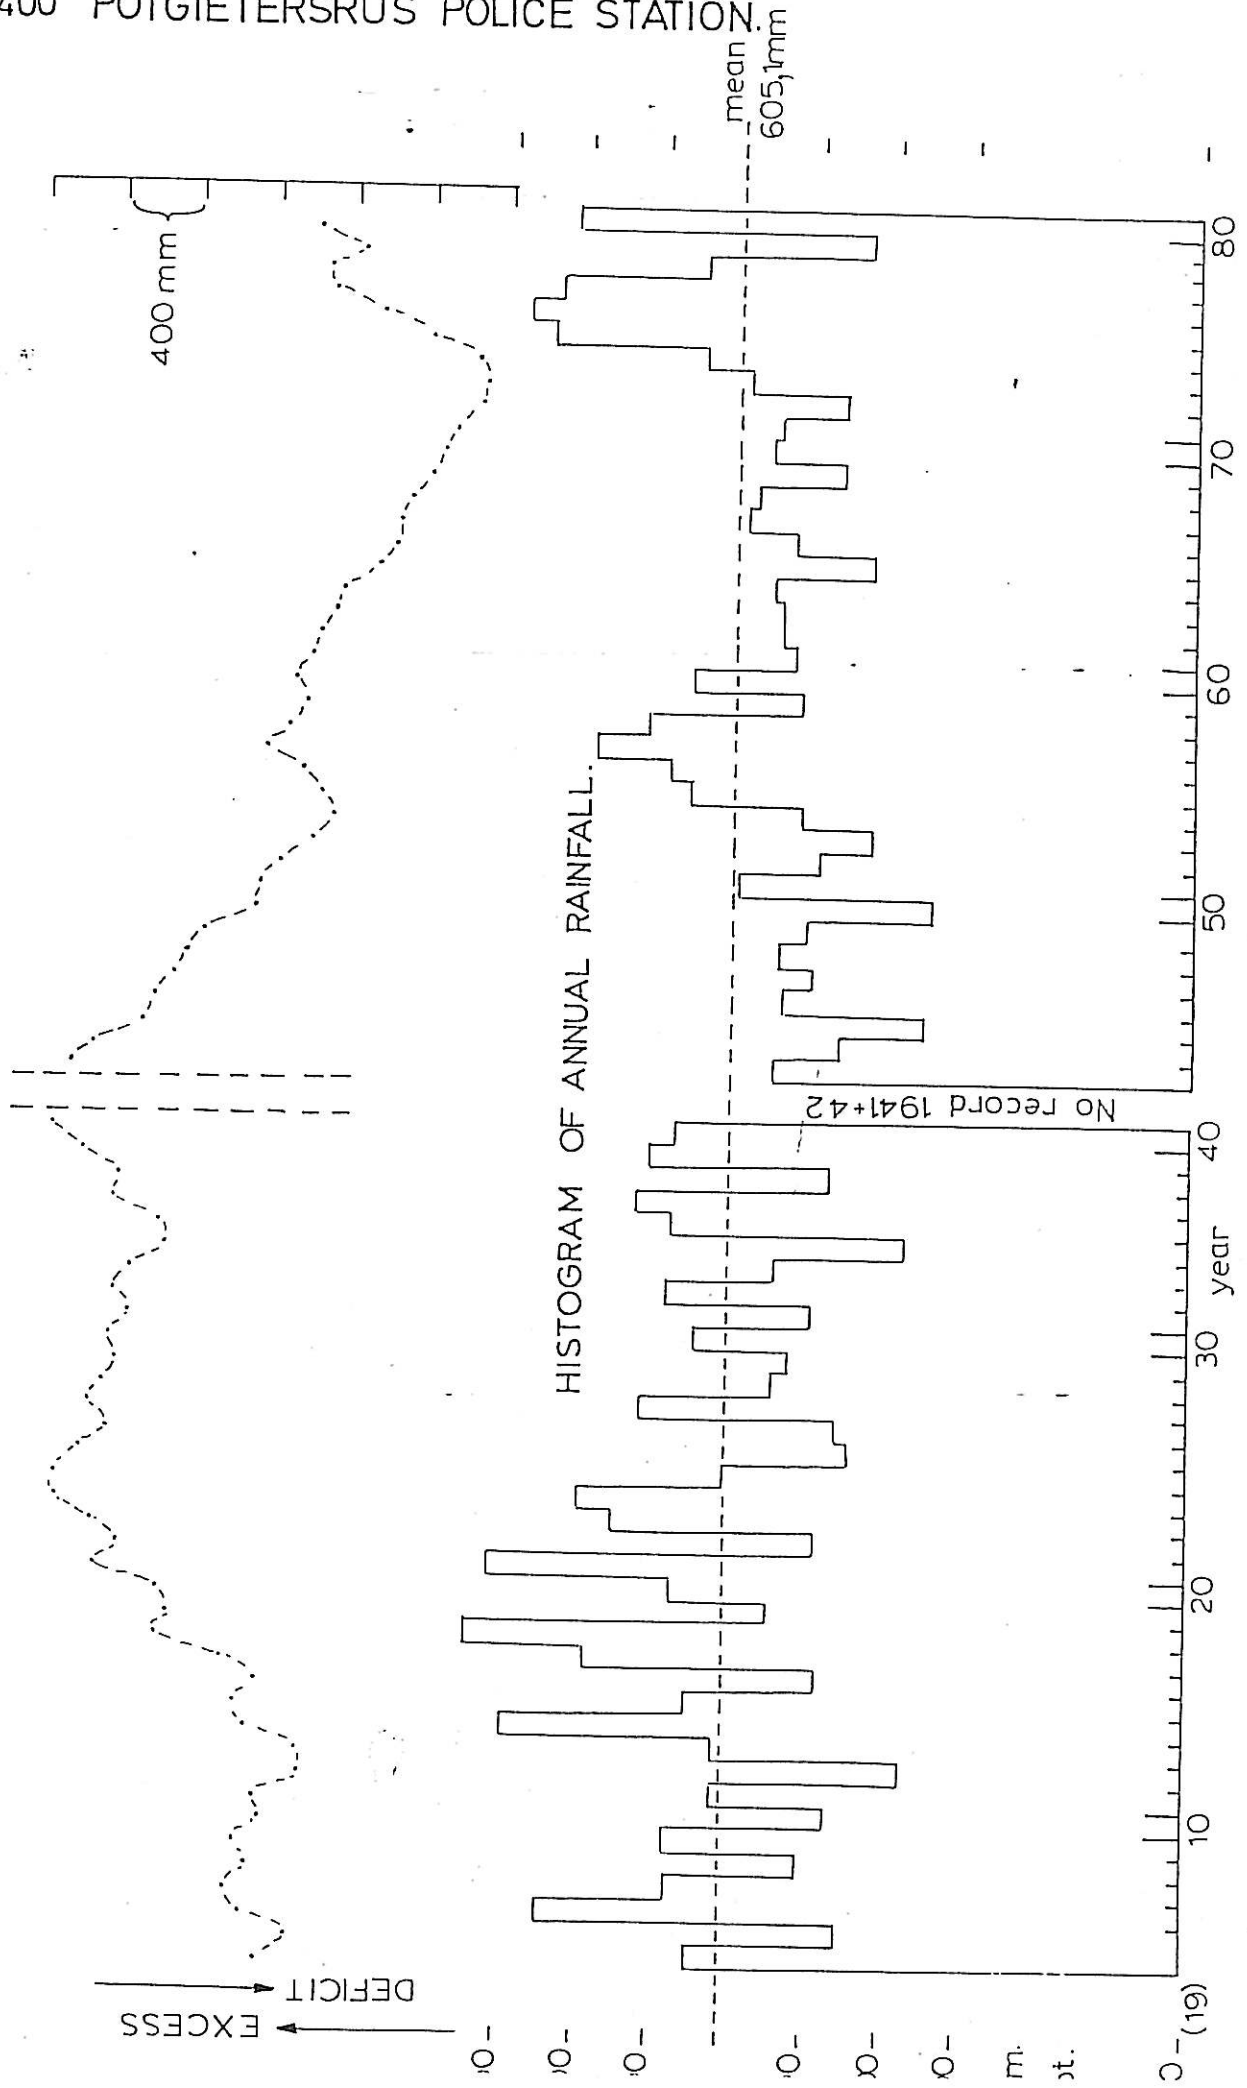 400 POTGIETERSRUS POLICE STATION.
mean
605,1mm
400 mm
HISTOGRAM OF ANNUAL RAINFALL.
No record 1941+42
EXCESS
DEFICIT
(19)
10
20
30
year
40
50
60
70
80